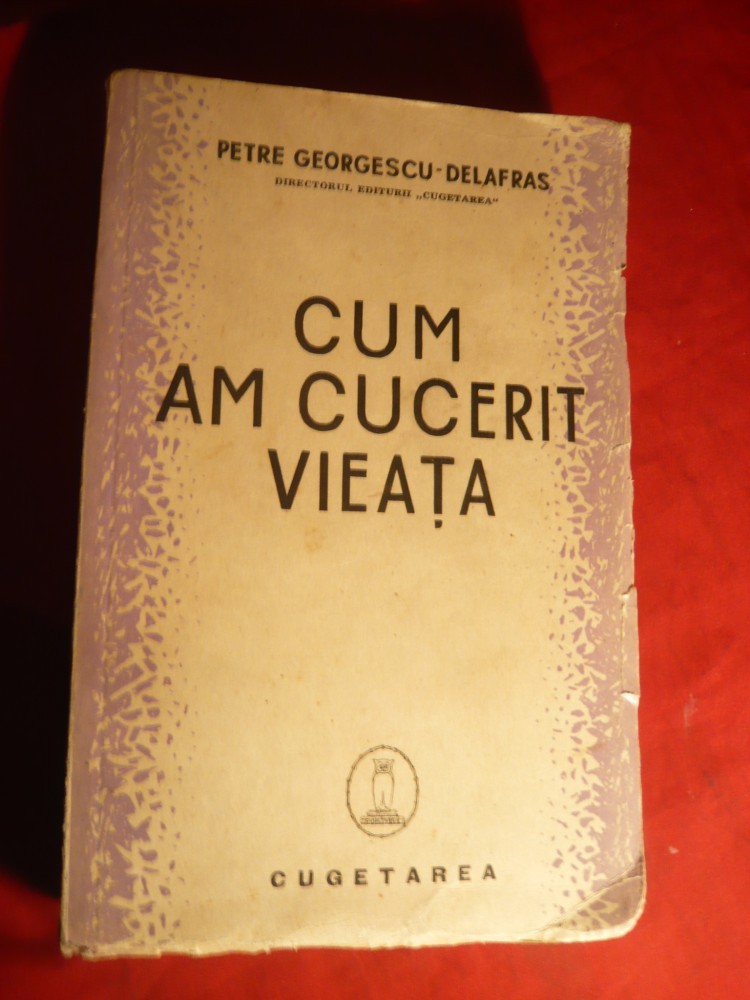 PETRE GEORGESCU-DELAFRAS
DIRECTORUL EDITURII „CUGETAREA"
CUM
AM CUCERIT
VIEAȚA
CUGETAREA